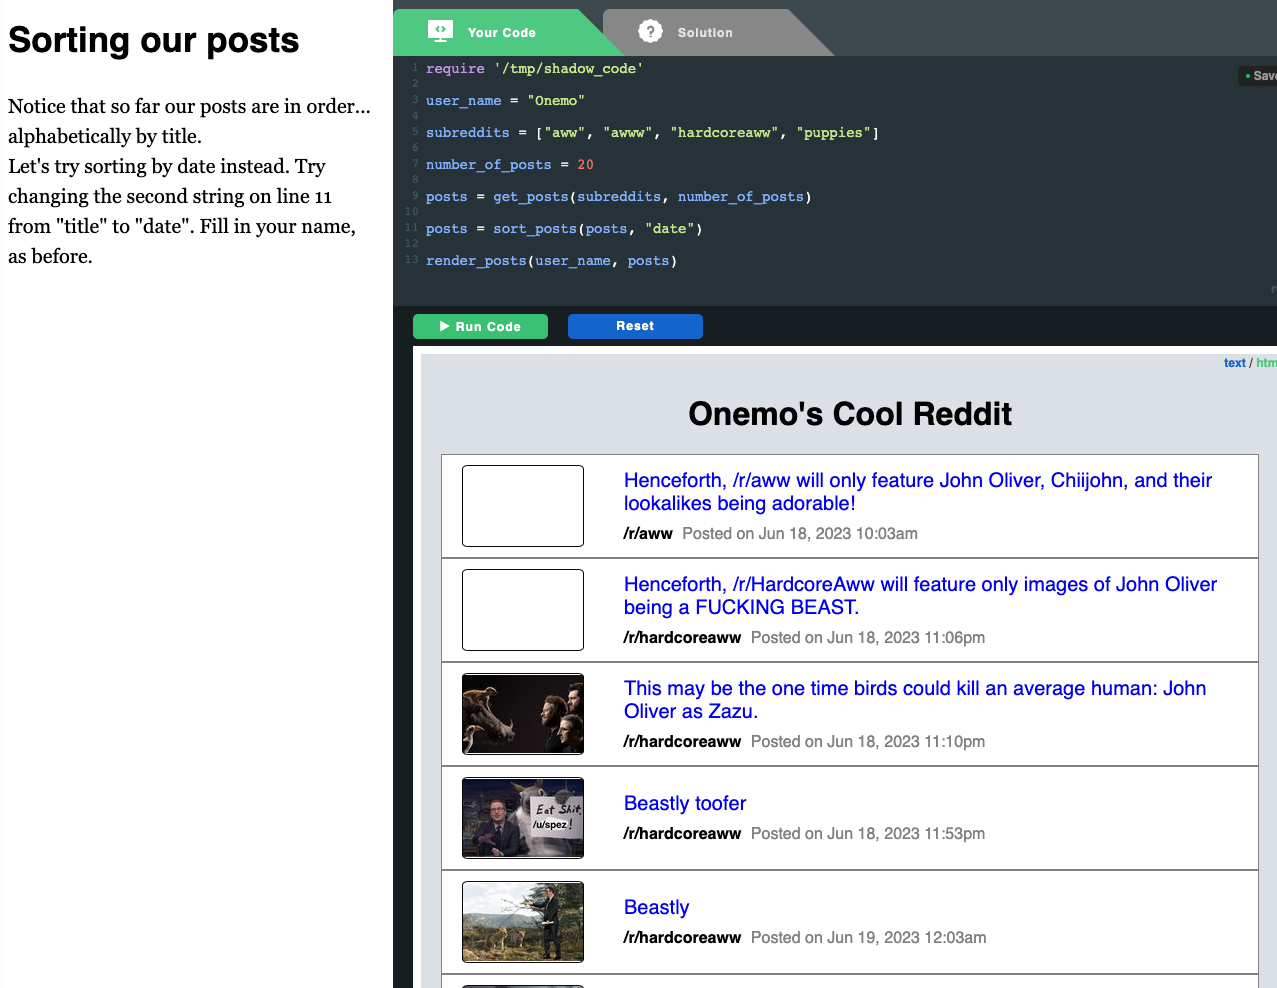 Sorting our posts
Notice that so far our posts are in order...
alphabetically by title.
Let's try sorting by date instead. Try
changing the second string on line 11
from "title" to "date". Fill in your name,
as before.
Your Code
Solution
1 require '/tmp/shadow_code'
2
3 user_name = "Onemo"
4
5 subreddits = ["aww", "awww", "hardcoreaww", "puppies"]
6
7 number_of_posts = 20
8
9 posts = get_posts(subreddits, number_of_posts)
10
11 posts = sort_posts(posts, "date")
12
13 render_posts(user_name, posts)
Run Code
Reset
text /
Onemo's Cool Reddit
Henceforth, /r/aww will only feature John Oliver, Chiijohn, and their
lookalikes being adorable!
/r/aww Posted on Jun 18, 2023 10:03am
Henceforth, /r/HardcoreAww will feature only images of John Oliver
being a FUCKING BEAST.
/r/hardcoreaww Posted on Jun 18, 2023 11:06pm
This may be the one time birds could kill an average human: John
Oliver as Zazu.
/r/hardcoreaww Posted on Jun 18, 2023 11:10pm
Eat Shit,
/u/spez!
Beastly toofer
/r/hardcoreaww Posted on Jun 18, 2023 11:53pm
Beastly
/r/hardcoreaww Posted on Jun 19, 2023 12:03am